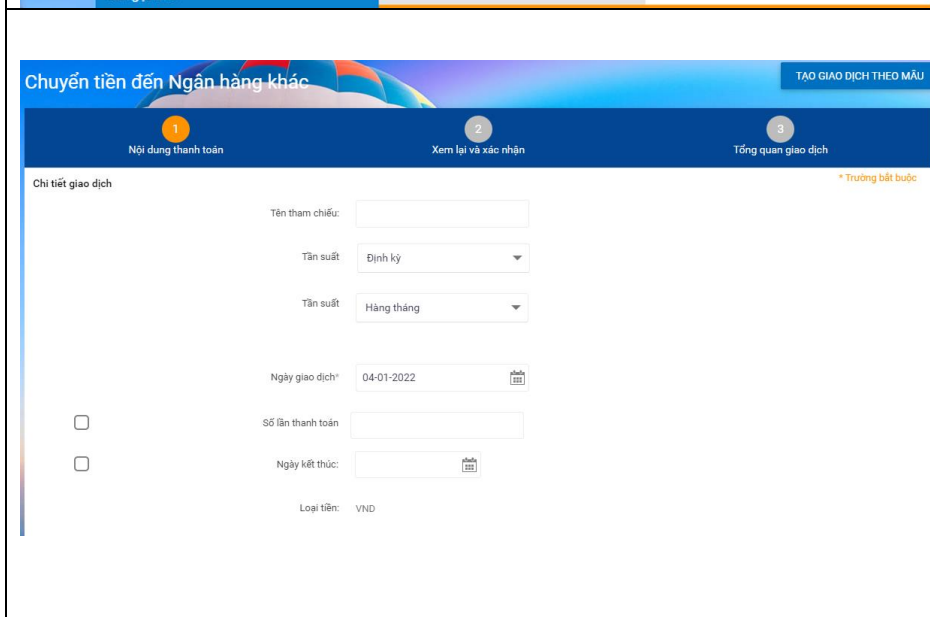 Chuyển tiền đến Ngân hàng khác
TẠO GIAO DỊCH THEO MẪU
1
2
3
Nội dung thanh toán
Xem lại và xác nhận
Tổng quan giao dịch
Chi tiết giao dịch
* Trường bắt buộc
Tên tham chiếu:
Tần suất Định kỳ
Tần suất Hàng tháng
Ngày giao dịch* 04-01-2022
Số lần thanh toán
Ngày kết thúc:
Loại tiền: VND